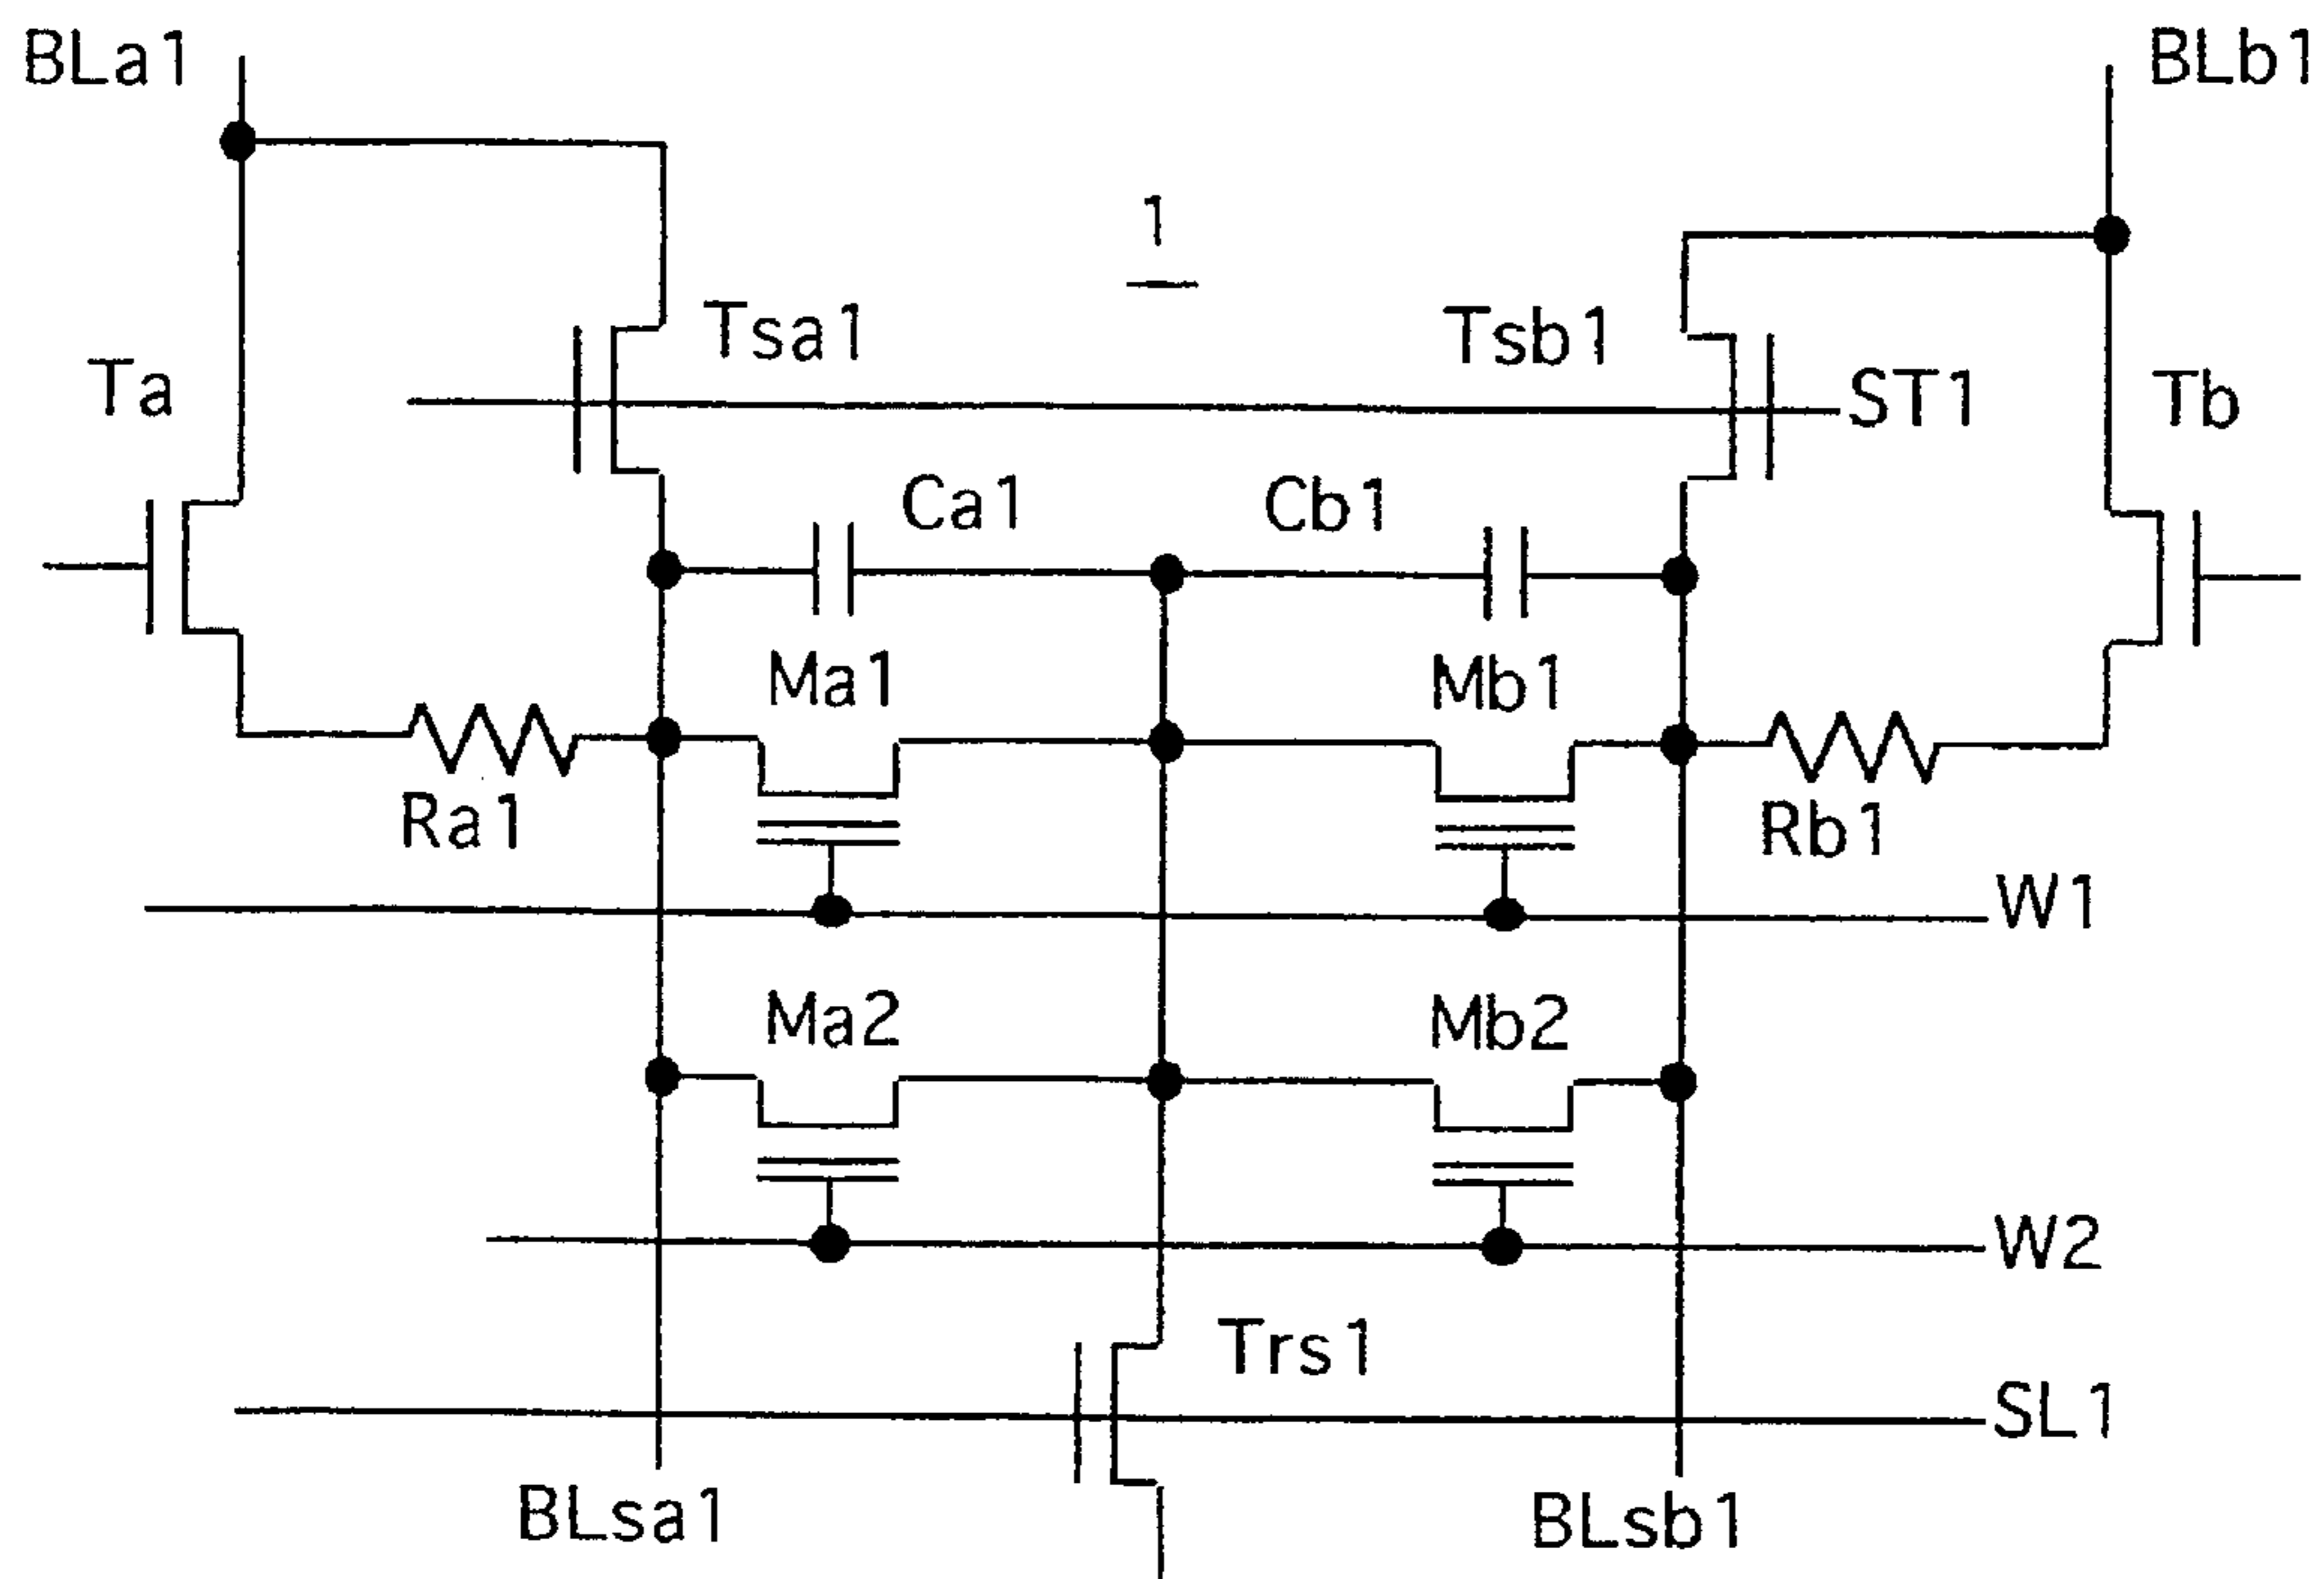 BLa1
BLb1
1
Tsa1
Tsb1
Ta
ST1
Tb
Ca1
Cb1
Ma1
Mb1
Ra1
Rb1
W1
Ma2
Mb2
W2
Trs1
SL1
BLsa1
BLsb1